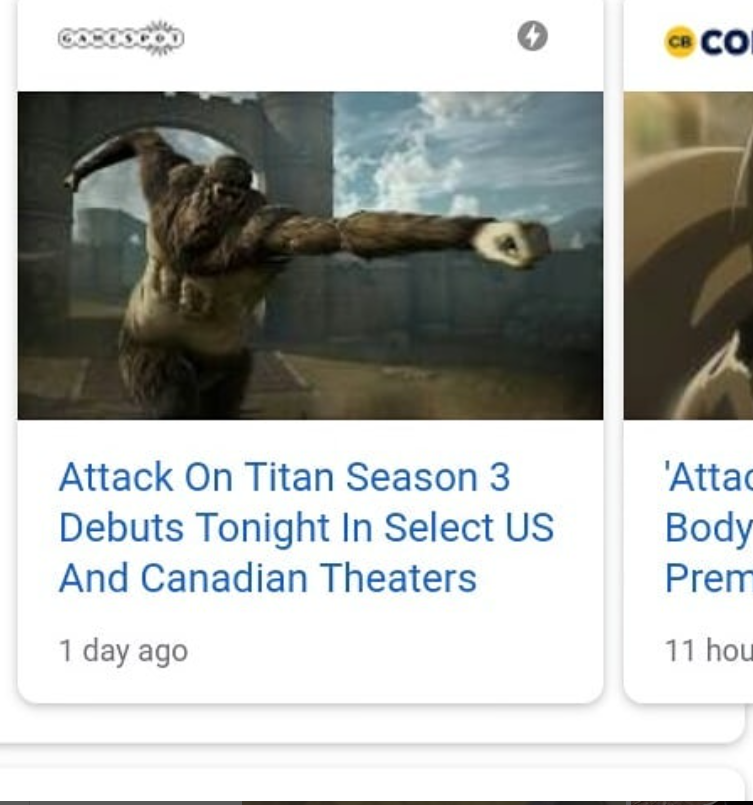 GAMESPOT
CB CO
Attack On Titan Season 3
Debuts Tonight In Select US
And Canadian Theaters
1 day ago
'Attac
Body
Prem
11 hou